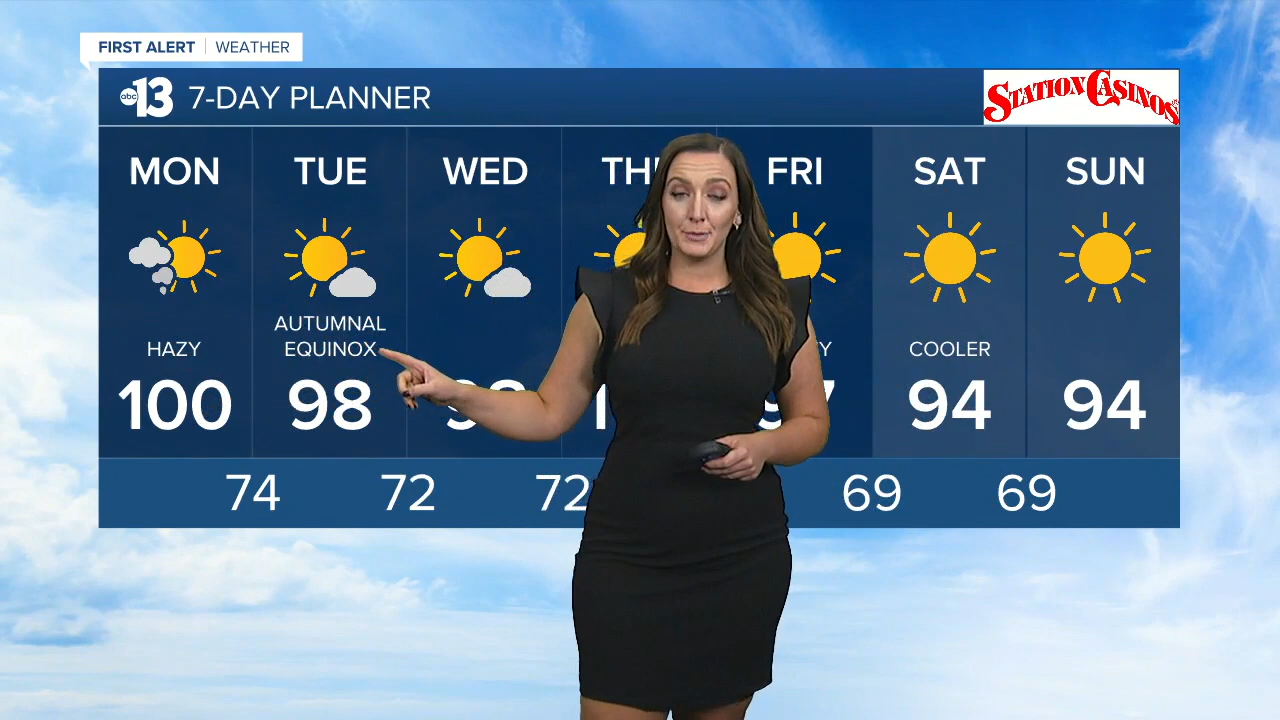 FIRST ALERT | WEATHER
abc 13 7-DAY PLANNER
STATION CASINOS
MON TUE WED FRI SAT SUN
AUTUMNAL
HAZY EQUINOX COOLER
100 98 94 94
74 72 72 69 69